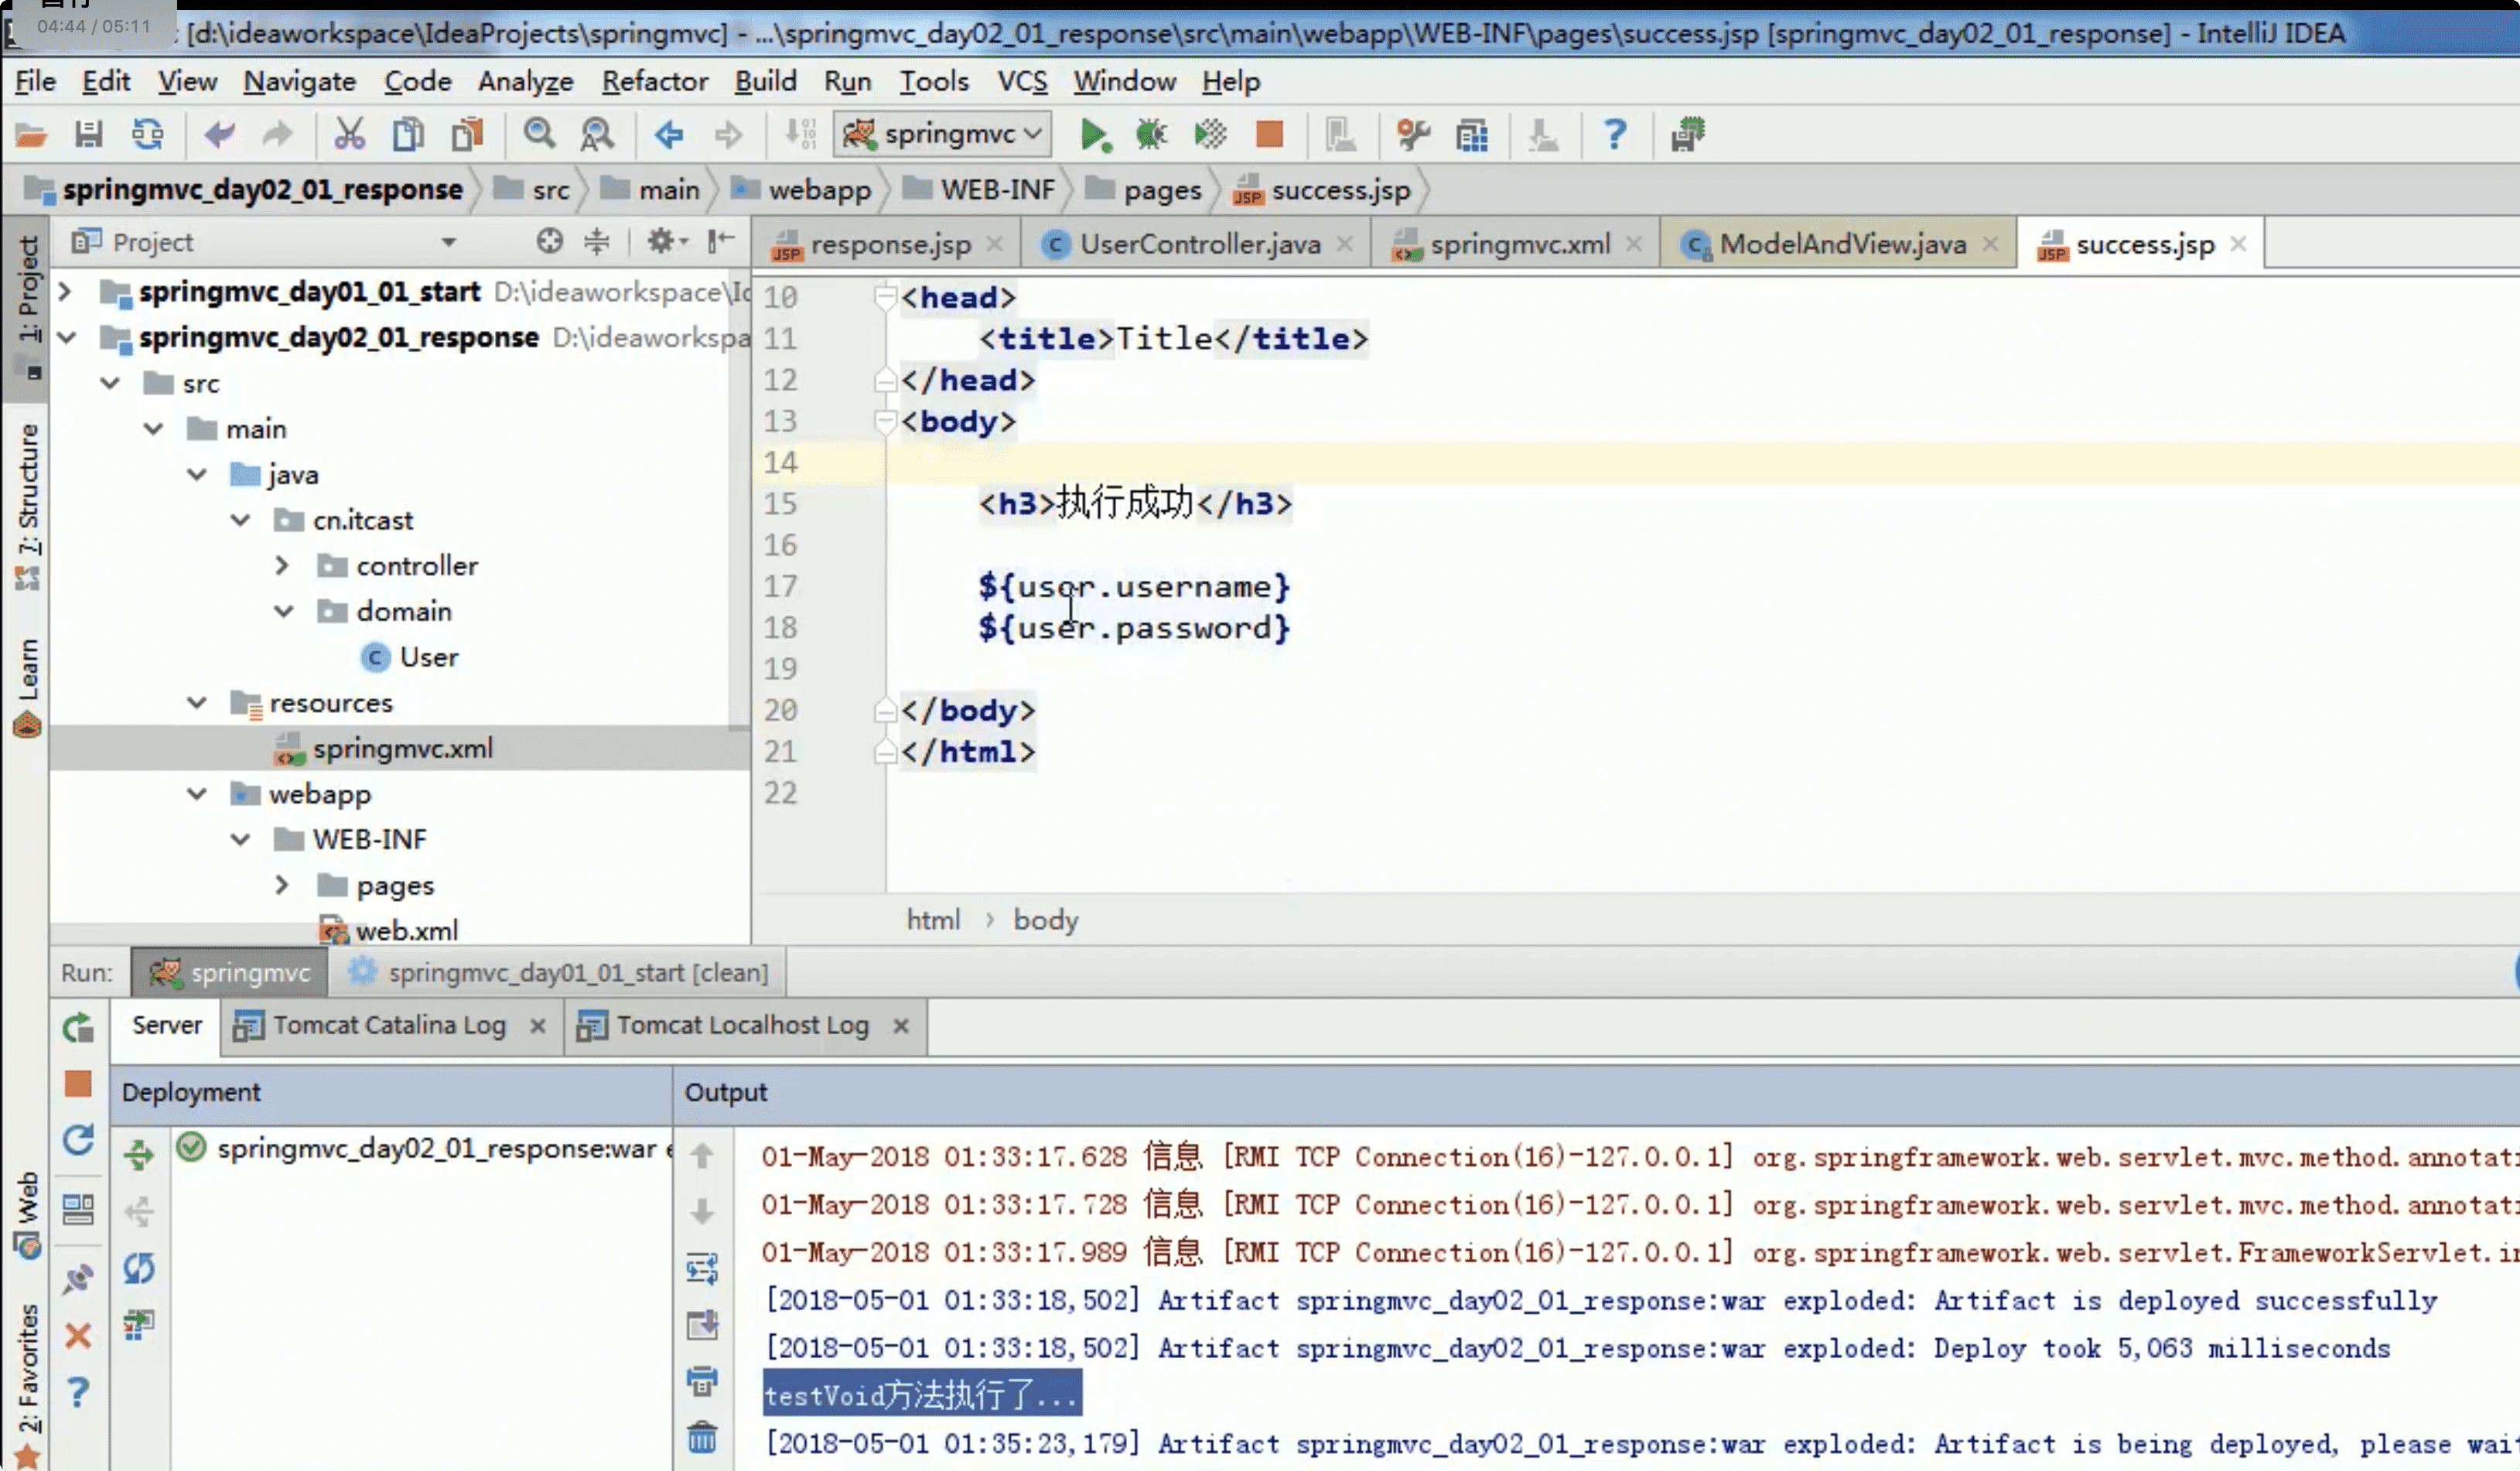 04:44 / 05:11
[d:\ideaworkspace\IdeaProjects\springmvc] - ...\springmvc_day02_01_response\src\main\webapp\WEB-INF\pages\success.jsp [springmvc_day02_01_response] - IntelliJ IDEA
File Edit View Navigate Code Analyze Refactor Build Run Tools VCS Window Help
springmvc
springmvc_day02_01_response src main webapp WEB-INF pages success.jsp
Project
response.jsp UserController.java springmvc.xml ModelAndView.java success.jsp
1: Project
7: Structure
Learn
Web
2: Favorites
springmvc_day01_01_start D:\ideaworkspace\Ic
springmvc_day02_01_response D:\ideaworkspa
src
main
java
cn.itcast
controller
domain
User
resources
springmvc.xml
webapp
WEB-INF
pages
web.xml
10 <head>
11 <title>Title</title>
12 </head>
13 <body>
14
15 <h3>执行成功</h3>
16
17 ${user.username}
18 ${user.password}
19
20 </body>
21 </html>
22
html › body
Run: springmvc springmvc_day01_01_start [clean]
Server Tomcat Catalina Log Tomcat Localhost Log
Deployment Output
springmvc_day02_01_response:war e
01-May-2018 01:33:17.628 信息 [RMI TCP Connection(16)-127.0.0.1] org.springframework.web.servlet.mvc.method.annotati
01-May-2018 01:33:17.728 信息 [RMI TCP Connection(16)-127.0.0.1] org.springframework.web.servlet.mvc.method.annotati
01-May-2018 01:33:17.989 信息 [RMI TCP Connection(16)-127.0.0.1] org.springframework.web.servlet.FrameworkServlet.in
[2018-05-01 01:33:18,502] Artifact springmvc_day02_01_response:war exploded: Artifact is deployed successfully
[2018-05-01 01:33:18,502] Artifact springmvc_day02_01_response:war exploded: Deploy took 5,063 milliseconds
testVoid方法执行了...
[2018-05-01 01:35:23,179] Artifact springmvc_day02_01_response:war exploded: Artifact is being deployed, please wai